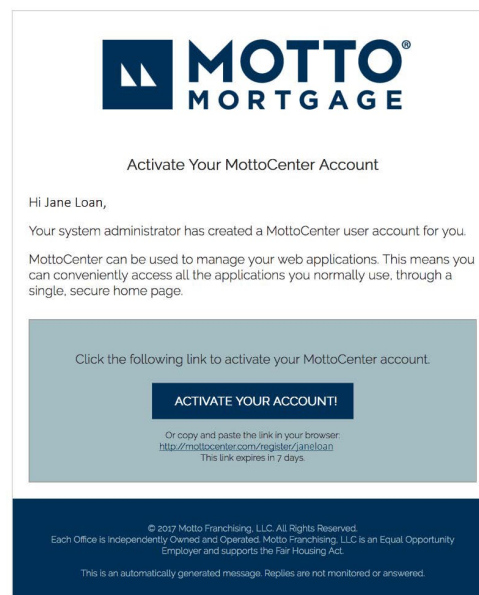 MOTTO®
MORTGAGE
Activate Your MottoCenter Account
Hi Jane Loan,
Your system administrator has created a MottoCenter user account for you.
MottoCenter can be used to manage your web applications. This means you
can conveniently access all the applications you normally use, through a
single, secure home page.
Click the following link to activate your MottoCenter account.
ACTIVATE YOUR ACCOUNT!
Or copy and paste the link in your browser:
http://mottocenter.com/register/janeloan
This link expires in 7 days.
© 2017 Motto Franchising, LLC. All Rights Reserved.
Each Office is Independently Owned and Operated. Motto Franchising, LLC is an Equal Opportunity
Employer and supports the Fair Housing Act.
This is an automatically generated message. Replies are not monitored or answered.